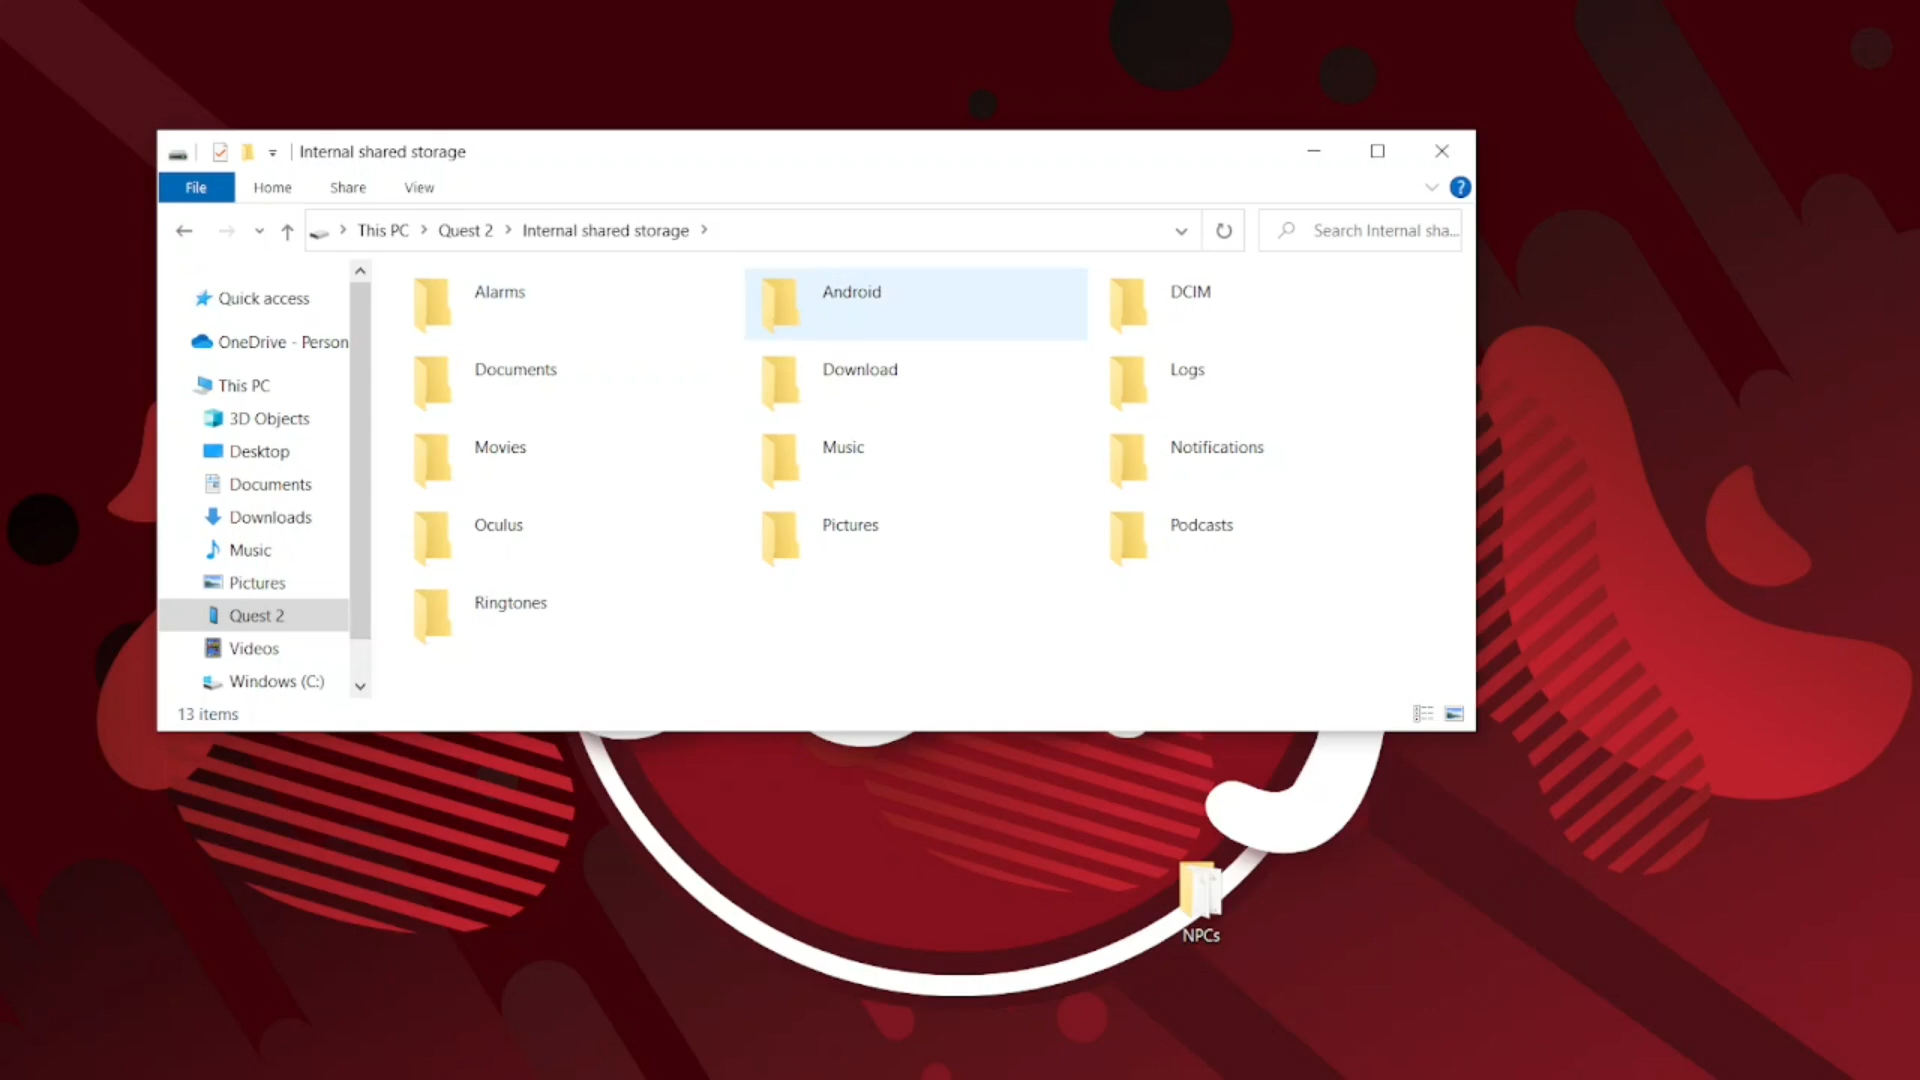 Internal shared storage
File Home Share View
?
This PC Quest 2 Internal shared storage
Search Internal sha...
Quick access
OneDrive - Person
This PC
3D Objects
Desktop
Documents
Downloads
Music
Pictures
Quest 2
Videos
Windows (C:)
Alarms Android DCIM
Documents Download Logs
Movies Music Notifications
Oculus Pictures Podcasts
Ringtones
13 items
NPCs